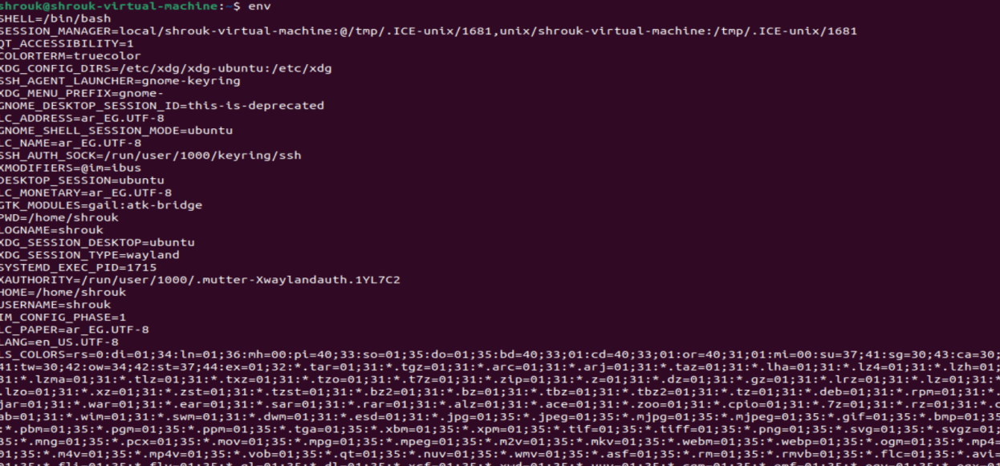 shrouk@shrouk-virtual-machine:~$ env
SHELL=/bin/bash
SESSION_MANAGER=local/shrouk-virtual-machine:@/tmp/.ICE-unix/1681,unix/shrouk-virtual-machine:/tmp/.ICE-unix/1681
QT_ACCESSIBILITY=1
COLORTERM=truecolor
XDG_CONFIG_DIRS=/etc/xdg/xdg-ubuntu:/etc/xdg
SSH_AGENT_LAUNCHER=gnome-keyring
XDG_MENU_PREFIX=gnome-
GNOME_DESKTOP_SESSION_ID=this-is-deprecated
LC_ADDRESS=ar_EG.UTF-8
GNOME_SHELL_SESSION_MODE=ubuntu
LC_NAME=ar_EG.UTF-8
SSH_AUTH_SOCK=/run/user/1000/keyring/ssh
XMODIFIERS=@im=ibus
DESKTOP_SESSION=ubuntu
LC_MONETARY=ar_EG.UTF-8
GTK_MODULES=gail:atk-bridge
PWD=/home/shrouk
LOGNAME=shrouk
XDG_SESSION_DESKTOP=ubuntu
XDG_SESSION_TYPE=wayland
SYSTEMD_EXEC_PID=1715
XAUTHORITY=/run/user/1000/.mutter-Xwaylandauth.1YL7C2
HOME=/home/shrouk
USERNAME=shrouk
IM_CONFIG_PHASE=1
LC_PAPER=ar_EG.UTF-8
LANG=en_US.UTF-8
LS_COLORS=rs=0:di=01;34:ln=01;36:mh=00:pi=40;33:so=01;35:do=01;35:bd=40;33;01:cd=40;33;01:or=40;31;01:mi=00:su=37;41:sg=30;43:ca=30;
41:tw=30;42:ow=34;42:st=37;44:ex=01;32:*.tar=01;31:*.tgz=01;31:*.arc=01;31:*.arj=01;31:*.taz=01;31:*.lha=01;31:*.lz4=01;31:*.lzh=01;
31:*.lzma=01;31:*.tlz=01;31:*.txz=01;31:*.tzo=01;31:*.t7z=01;31:*.zip=01;31:*.z=01;31:*.dz=01;31:*.gz=01;31:*.lrz=01;31:*.lz=01;31:*
.lzo=01;31:*.xz=01;31:*.zst=01;31:*.tzst=01;31:*.bz2=01;31:*.bz=01;31:*.tbz=01;31:*.tbz2=01;31:*.tz=01;31:*.deb=01;31:*.rpm=01;31:*.
jar=01;31:*.war=01;31:*.ear=01;31:*.sar=01;31:*.rar=01;31:*.alz=01;31:*.ace=01;31:*.zoo=01;31:*.cpio=01;31:*.7z=01;31:*.rz=01;31:*.c
ab=01;31:*.wim=01;31:*.swm=01;31:*.dwm=01;31:*.esd=01;31:*.jpg=01;35:*.jpeg=01;35:*.mjpg=01;35:*.mjpeg=01;35:*.gif=01;35:*.bmp=01;35
:*.pbm=01;35:*.pgm=01;35:*.ppm=01;35:*.tga=01;35:*.xbm=01;35:*.xpm=01;35:*.tif=01;35:*.tiff=01;35:*.png=01;35:*.svg=01;35:*.svgz=01;
35:*.mng=01;35:*.pcx=01;35:*.mov=01;35:*.mpg=01;35:*.mpeg=01;35:*.m2v=01;35:*.mkv=01;35:*.webm=01;35:*.webp=01;35:*.ogm=01;35:*.mp4=
01;35:*.m4v=01;35:*.mp4v=01;35:*.vob=01;35:*.qt=01;35:*.nuv=01;35:*.wmv=01;35:*.asf=01;35:*.rm=01;35:*.rmvb=01;35:*.flc=01;35:*.avi=